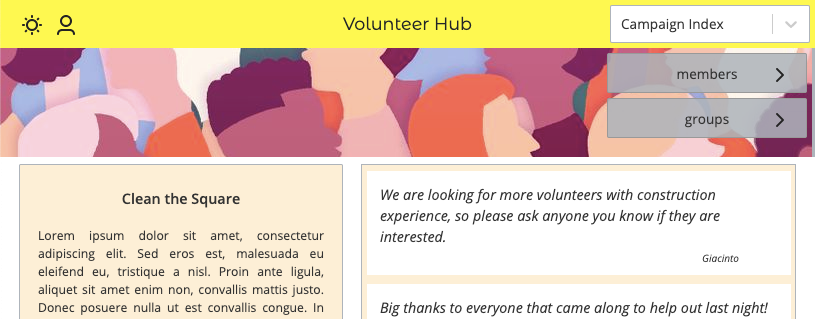 Volunteer Hub
Campaign Index
members
groups
Clean the Square
Lorem ipsum dolor sit amet, consectetur
adipiscing elit. Sed eros est, malesuada eu
eleifend eu, tristique a nisl. Proin ante ligula,
aliquet sit amet enim non, convallis mattis justo.
Donec posuere nulla ut est convallis congue. In
We are looking for more volunteers with construction
experience, so please ask anyone you know if they are
interested.
Giacinto
Big thanks to everyone that came along to help out last night!